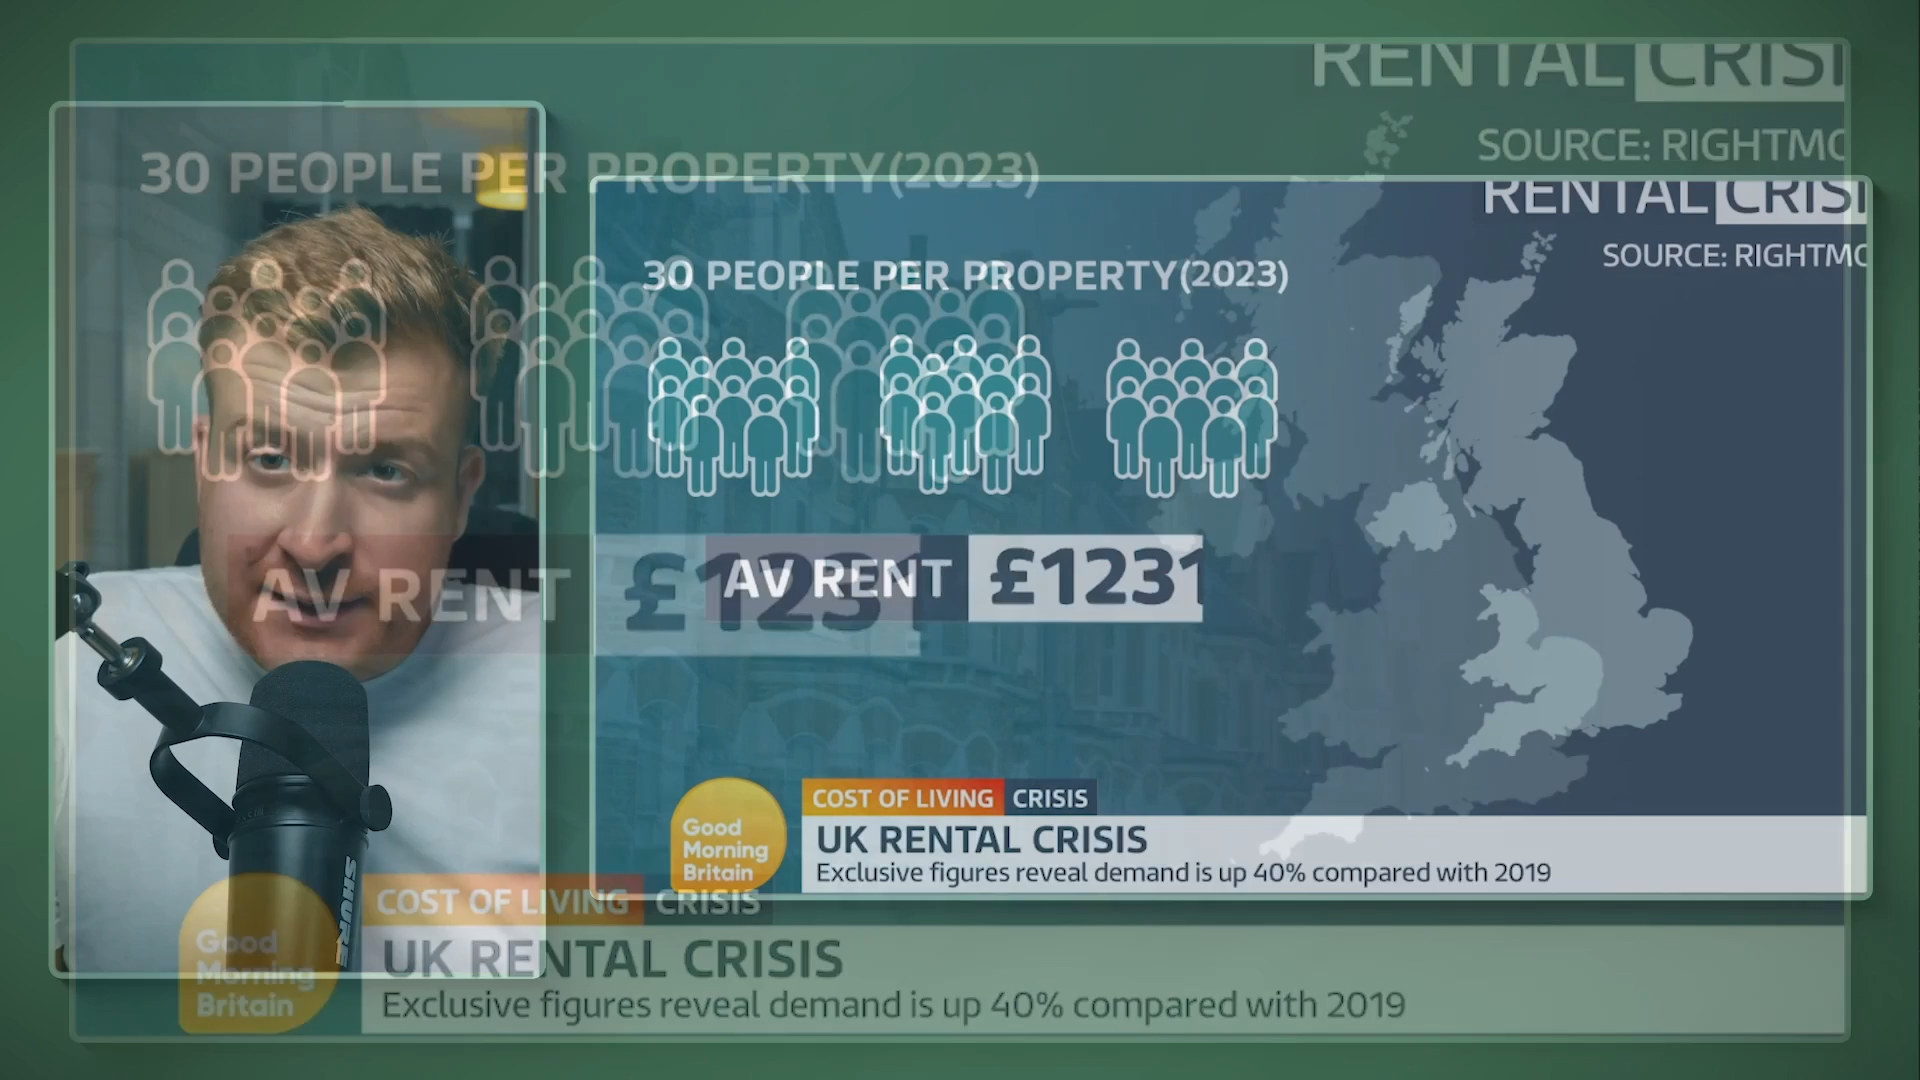 RENTAL CRISI
SOURCE: RIGHTMO
30 PEOPLE PER PROPERTY(2023)
RENTAL CRISI
SOURCE: RIGHTMO
30 PEOPLE PER PROPERTY(2023)
AV RENT £1231
AV RENT £1231
COST OF LIVING CRISIS
Good
Morning
Britain
UK RENTAL CRISIS
Exclusive figures reveal demand is up 40% compared with 2019
SHURE
COST OF LIVING CRISIS
Good
Morning
Britain
UK RENTAL CRISIS
Exclusive figures reveal demand is up 40% compared with 2019